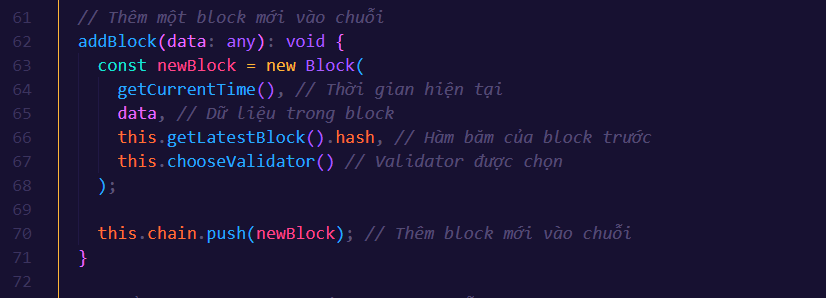 61 // Thêm một block mới vào chuỗi
62 addBlock(data: any): void {
63 const newBlock = new Block(
64 getCurrentTime(), // Thời gian hiện tại
65 data, // Dữ liệu trong block
66 this.getLatestBlock().hash, // Hàm băm của block trước
67 this.chooseValidator() // Validator được chọn
68 );
69
70 this.chain.push(newBlock); // Thêm block mới vào chuỗi
71 }
72